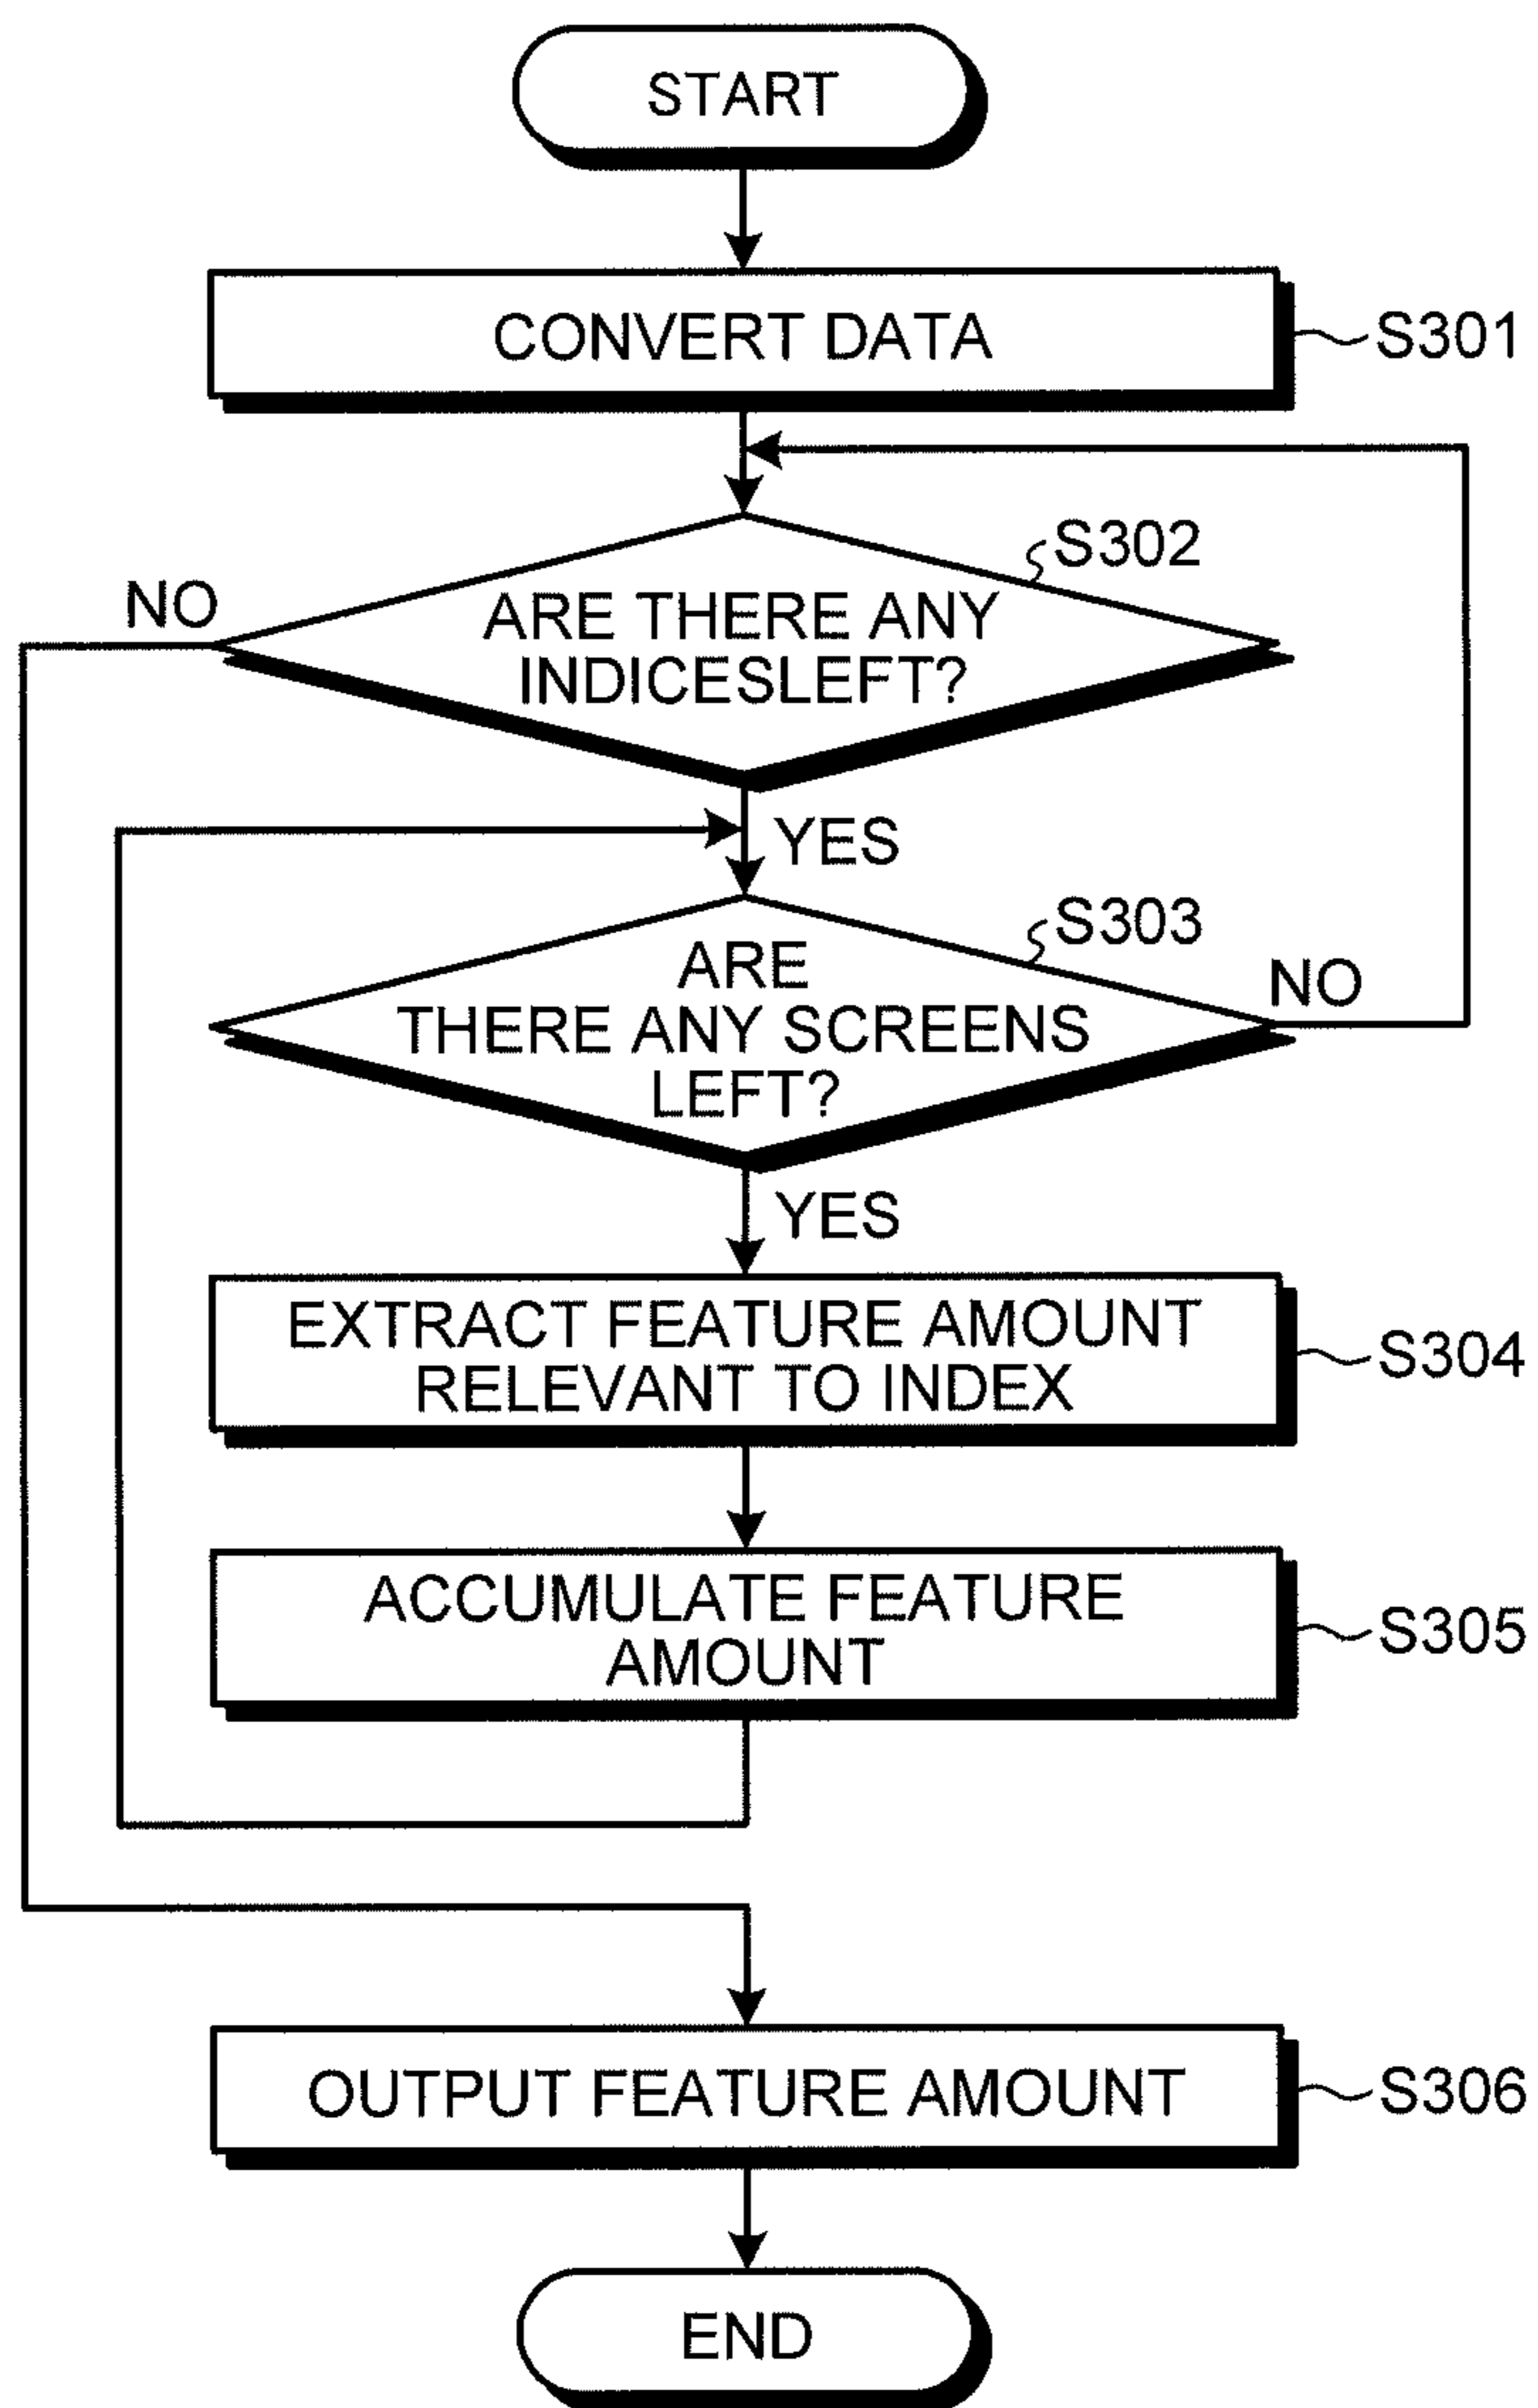 START
CONVERT DATA
S301
S302
NO
ARE THERE ANY
INDICESLEFT?
YES
S303
ARE
THERE ANY SCREENS
LEFT?
NO
YES
EXTRACT FEATURE AMOUNT
RELEVANT TO INDEX
S304
ACCUMULATE FEATURE
AMOUNT
S305
OUTPUT FEATURE AMOUNT
S306
END